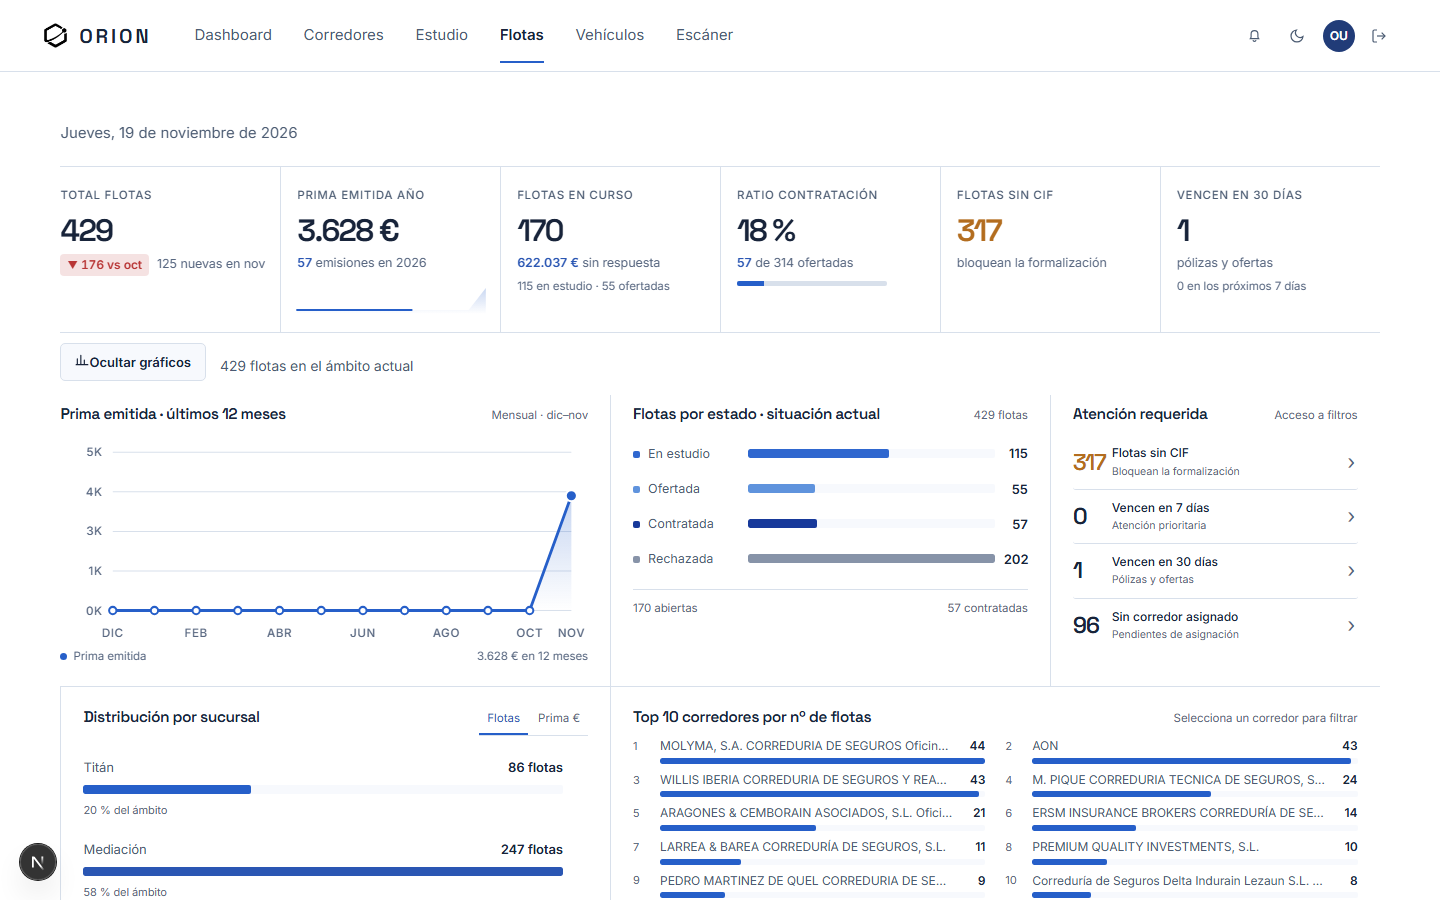 ORION
Dashboard
Corredores
Estudio
Flotas
Vehículos
Escáner
OU
Jueves, 19 de noviembre de 2026
TOTAL FLOTAS
429
▼ 176 vs oct
125 nuevas en nov
PRIMA EMITIDA AÑO
3.628 €
57 emisiones en 2026
FLOTAS EN CURSO
170
622.037 € sin respuesta
115 en estudio · 55 ofertadas
RATIO CONTRATACIÓN
18 %
57 de 314 ofertadas
FLOTAS SIN CIF
317
bloquean la formalización
VENCEN EN 30 DÍAS
1
pólizas y ofertas
0 en los próximos 7 días
Ocultar gráficos
429 flotas en el ámbito actual
Prima emitida · últimos 12 meses
Mensual · dic–nov
5K
4K
3K
1K
0K
DIC FEB ABR JUN AGO OCT NOV
Prima emitida
3.628 € en 12 meses
Flotas por estado · situación actual
429 flotas
En estudio 115
Ofertada 55
Contratada 57
Rechazada 202
170 abiertas
57 contratadas
Atención requerida
Acceso a filtros
317 Flotas sin CIF
Bloquean la formalización
0 Vencen en 7 días
Atención prioritaria
1 Vencen en 30 días
Pólizas y ofertas
96 Sin corredor asignado
Pendientes de asignación
Distribución por sucursal
Flotas
Prima €
Titán 86 flotas
20 % del ámbito
Mediación 247 flotas
58 % del ámbito
N
Top 10 corredores por nº de flotas
Selecciona un corredor para filtrar
1 MOLYMA, S.A. CORREDURIA DE SEGUROS Oficin... 44
2 AON 43
3 WILLIS IBERIA CORREDURIA DE SEGUROS Y REA... 43
4 M. PIQUE CORREDURIA TECNICA DE SEGUROS, S... 24
5 ARAGONES & CEMBORAIN ASOCIADOS, S.L. Ofici... 21
6 ERSM INSURANCE BROKERS CORREDURÍA DE SE... 14
7 LARREA & BAREA CORREDURÍA DE SEGUROS, S.L. 11
8 PREMIUM QUALITY INVESTMENTS, S.L. 10
9 PEDRO MARTINEZ DE QUEL CORREDURIA DE SE... 9
10 Correduría de Seguros Delta Indurain Lezaun S.L. ... 8